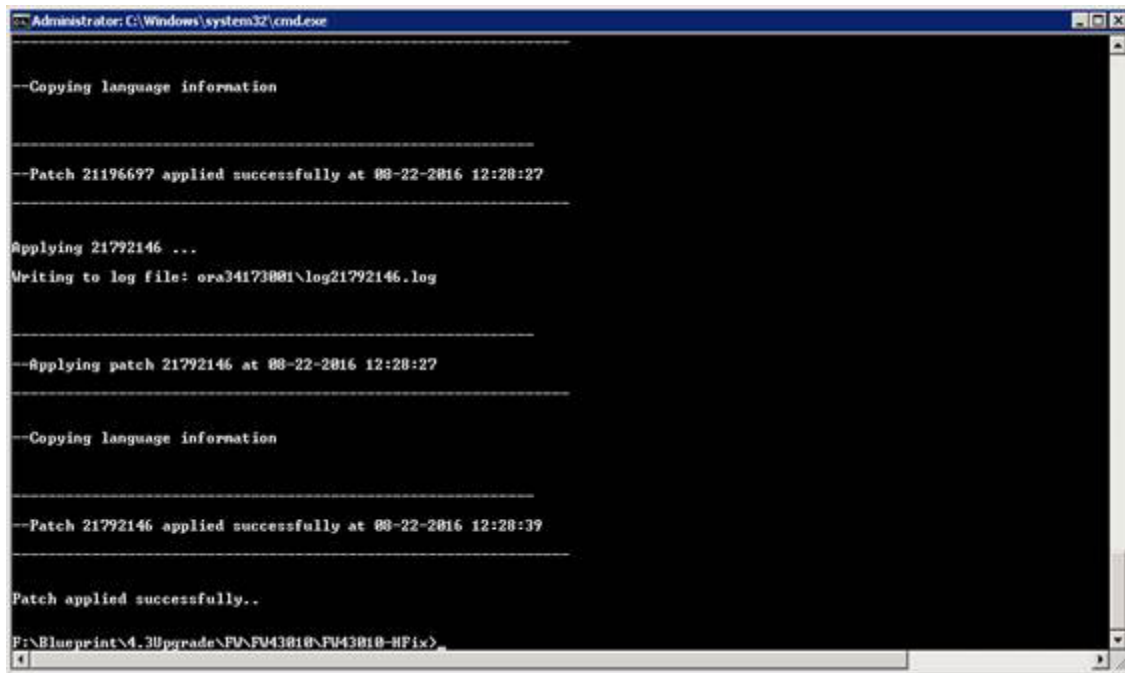 Administrator: C:\Windows\system32\cmd.exe
--Copying language information
--Patch 21196697 applied successfully at 08-22-2016 12:28:27
Applying 21792146 ...
Writing to log file: ora34173001\log21792146.log
--Applying patch 21792146 at 08-22-2016 12:28:27
--Copying language information
--Patch 21792146 applied successfully at 08-22-2016 12:28:39
Patch applied successfully..
F:\Blueprint\4.3Upgrade\FW\FW43010\FW43010-HFix>_